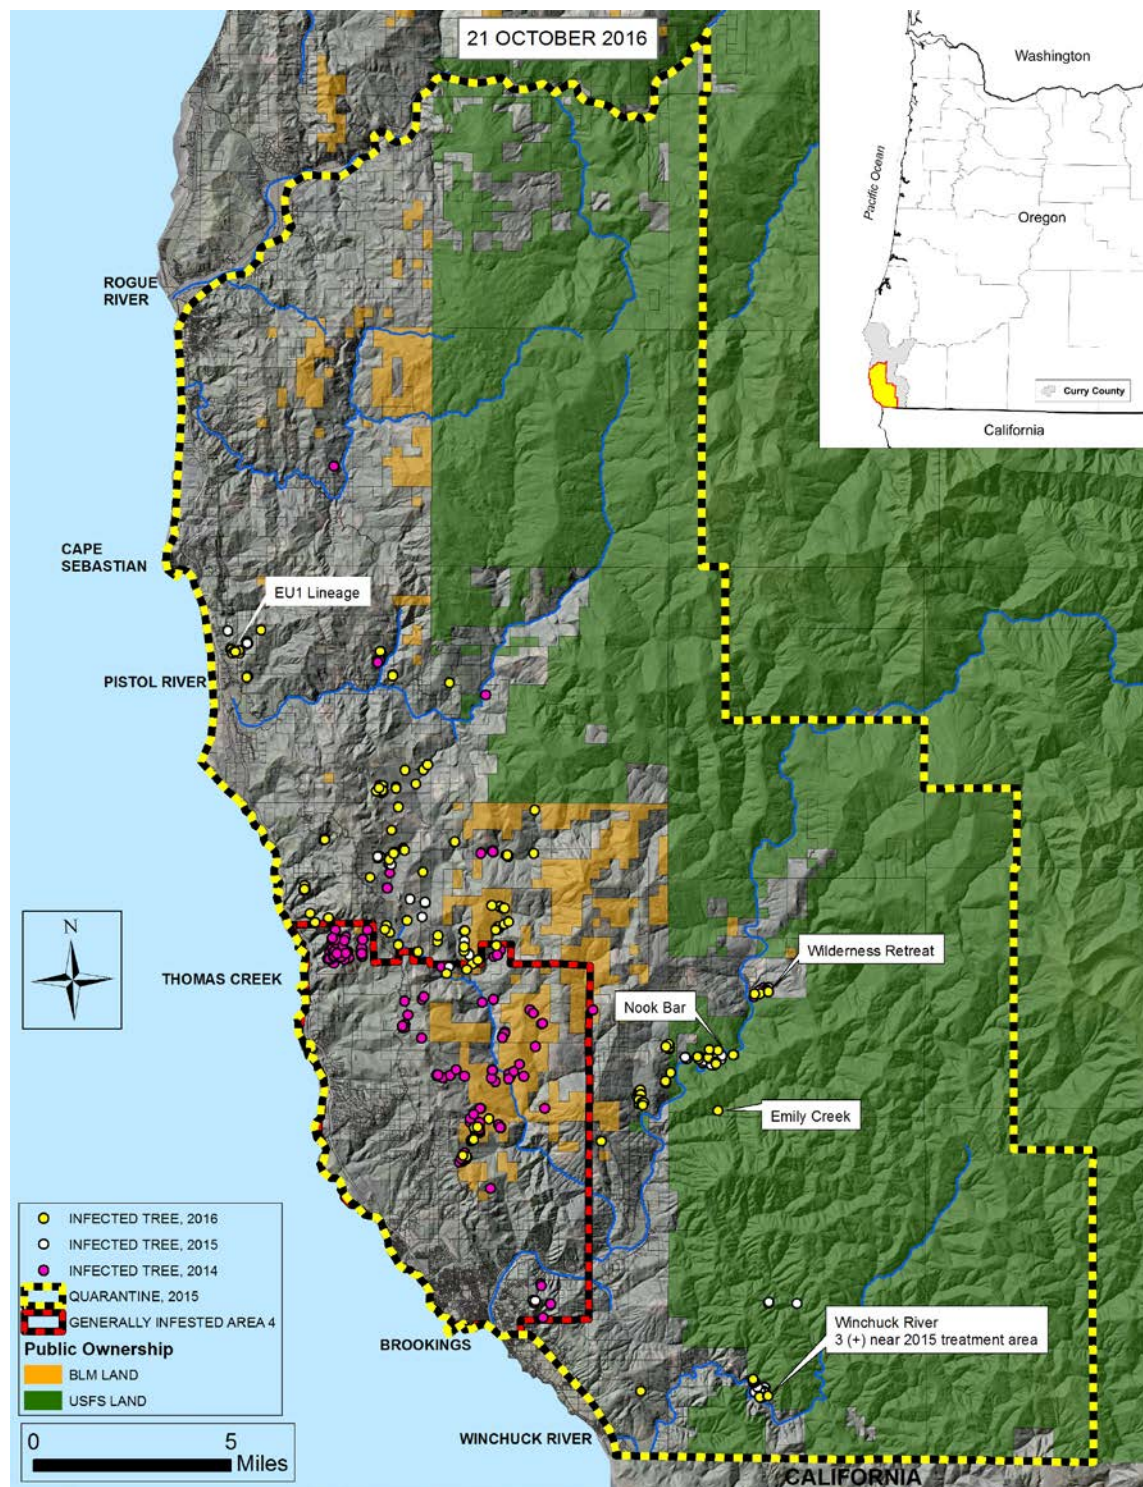 21 OCTOBER 2016
Washington
Pacific Ocean
Oregon
Curry County
California
ROGUE
RIVER
CAPE
SEBASTIAN
EU1 Lineage
PISTOL RIVER
N
THOMAS CREEK
Wilderness Retreat
Nook Bar
Emily Creek
Winchuck River
3 (+) near 2015 treatment area
BROOKINGS
WINCHUCK RIVER
CALIFORNIA
INFECTED TREE, 2016
INFECTED TREE, 2015
INFECTED TREE, 2014
QUARANTINE, 2015
GENERALLY INFESTED AREA 4
Public Ownership
BLM LAND
USFS LAND
0 5
Miles